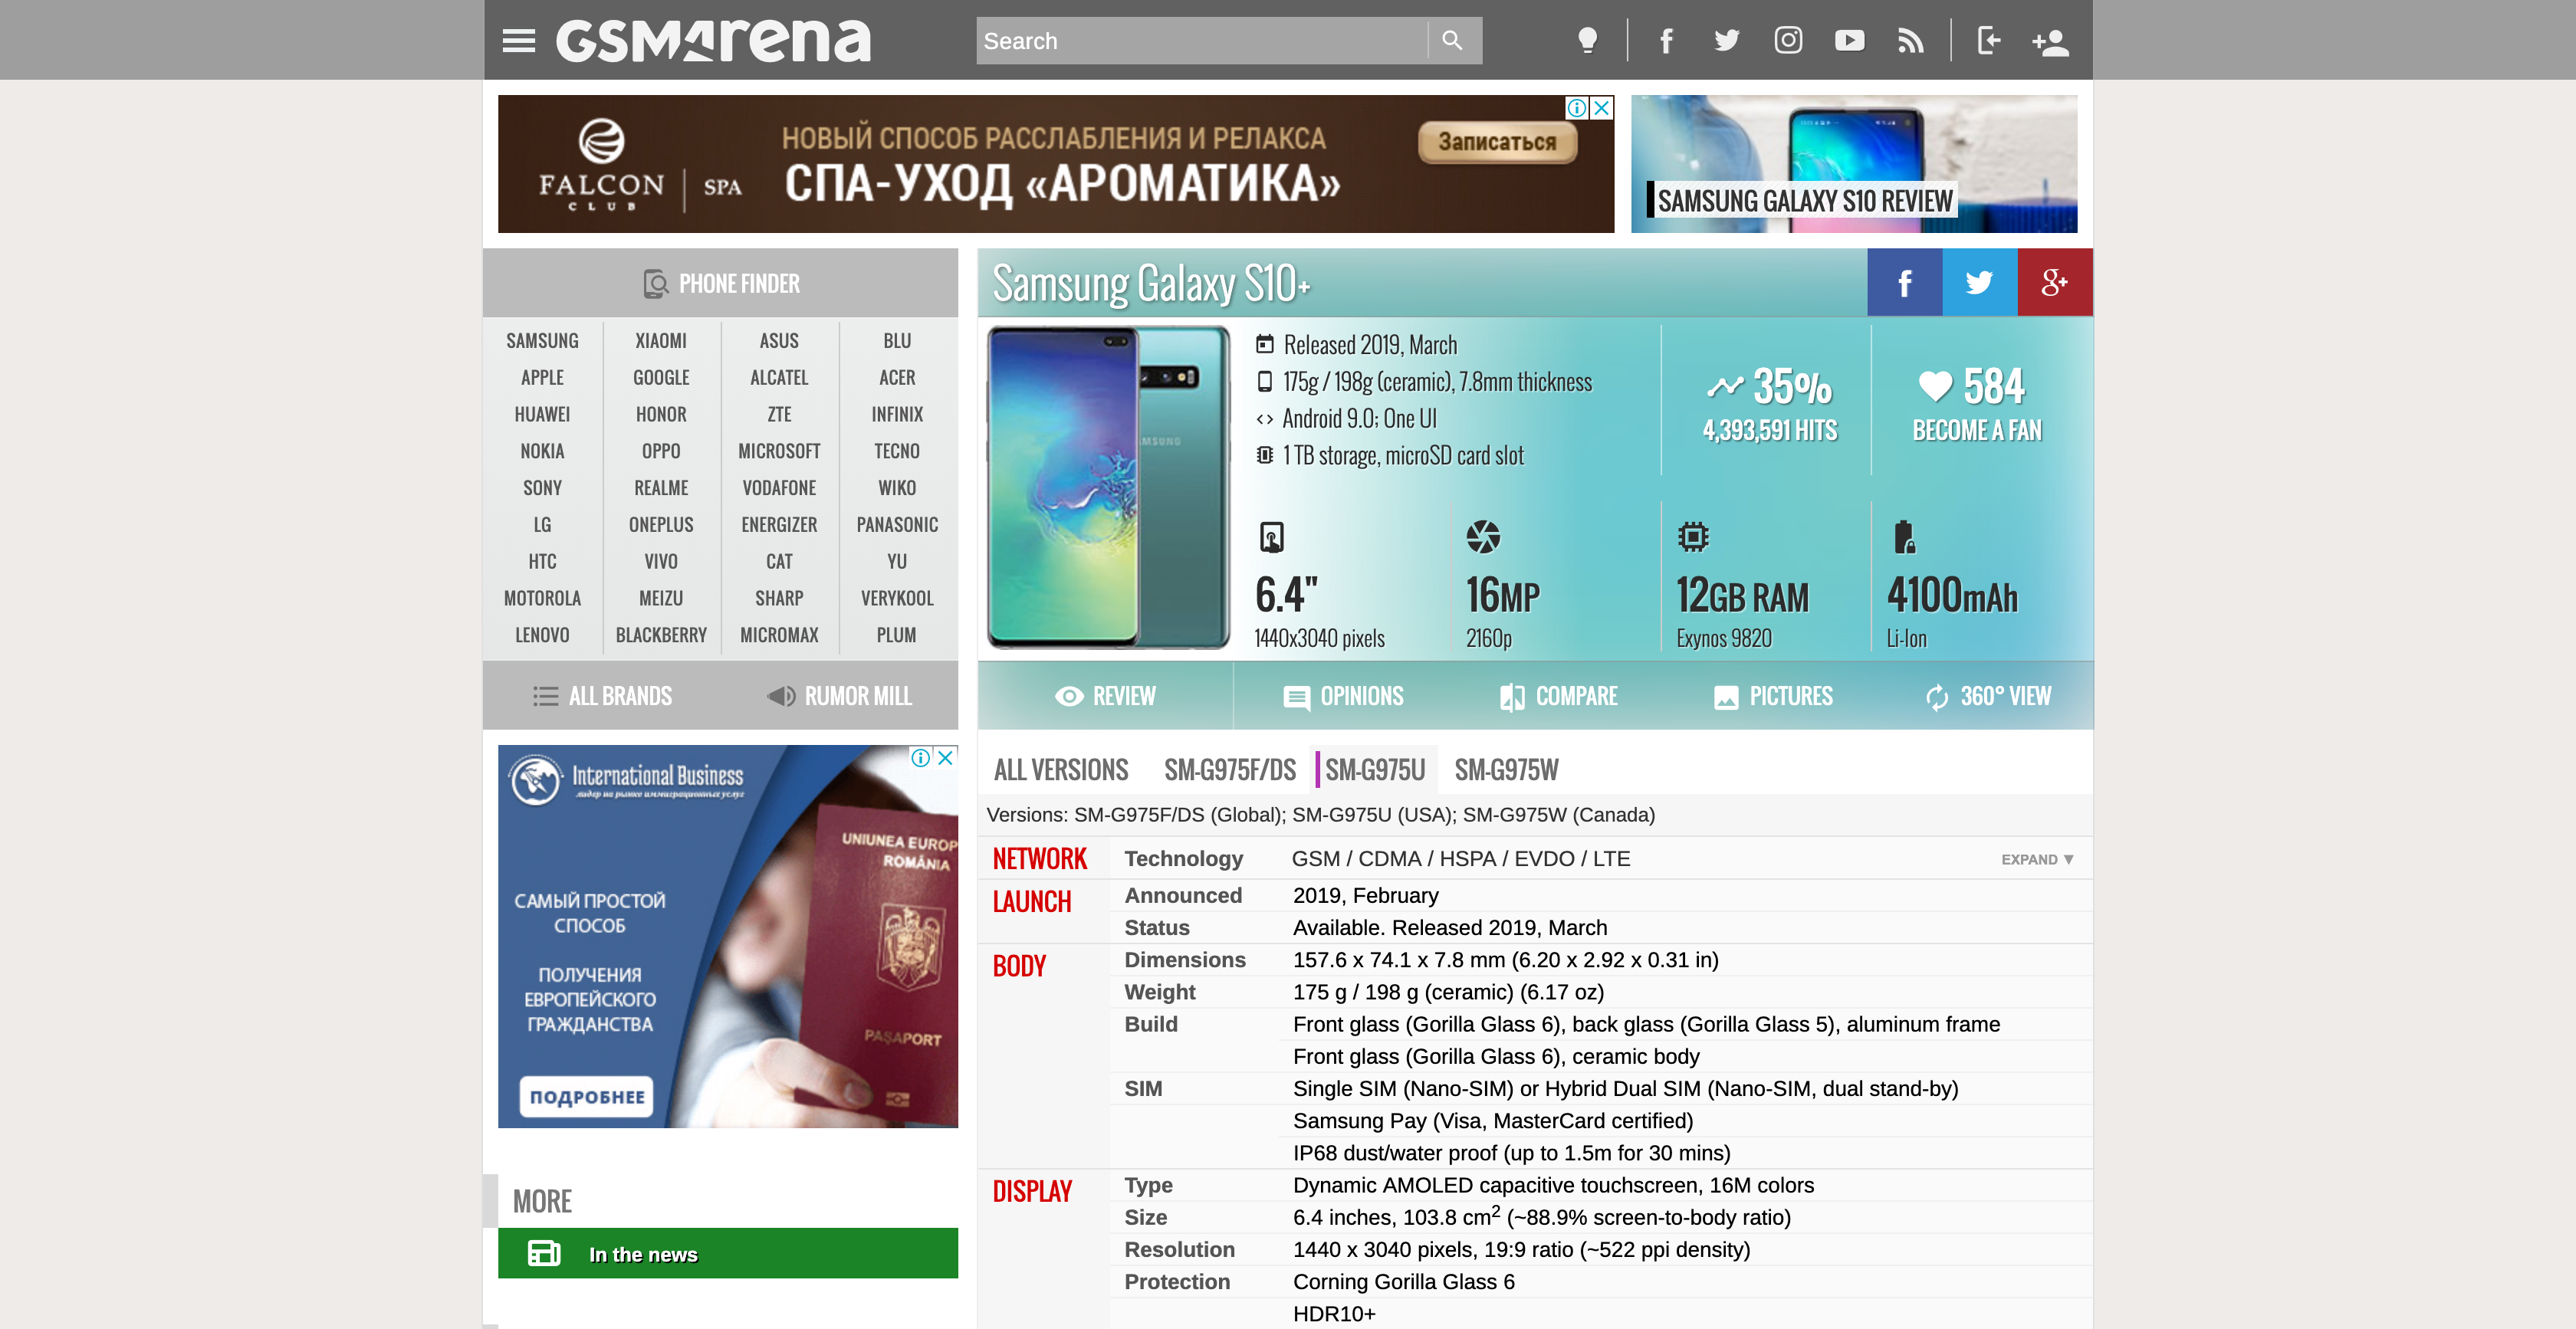 GSMArena
Search
НОВЫЙ СПОСОБ РАССЛАБЛЕНИЯ И РЕЛАКСА
Записаться
FALCON
CLUB
SPA
СПА-УХОД «АРОМАТИКА»
SAMSUNG GALAXY S10 REVIEW
PHONE FINDER
SAMSUNG XIAOMI ASUS BLU
APPLE GOOGLE ALCATEL ACER
HUAWEI HONOR ZTE INFINIX
NOKIA OPPO MICROSOFT TECNO
SONY REALME VODAFONE WIKO
LG ONEPLUS ENERGIZER PANASONIC
HTC VIVO CAT YU
MOTOROLA MEIZU SHARP VERYKOOL
LENOVO BLACKBERRY MICROMAX PLUM
ALL BRANDS RUMOR MILL
Samsung Galaxy S10+
f
g+
Released 2019, March
175g / 198g (ceramic), 7.8mm thickness
Android 9.0; One UI
1 TB storage, microSD card slot
35%
4,393,591 HITS
584
BECOME A FAN
6.4"
1440x3040 pixels
16MP
2160p
12GB RAM
Exynos 9820
4100mAh
Li-Ion
REVIEW OPINIONS COMPARE PICTURES 360° VIEW
International Business
лидер на рынке иммиграционных услуг
САМЫЙ ПРОСТОЙ
СПОСОБ
ПОЛУЧЕНИЯ
ЕВРОПЕЙСКОГО
ГРАЖДАНСТВА
ПОДРОБНЕЕ
UNIUNEA EUROP
ROMÂNIA
PAŞAPORT
MORE
In the news
ALL VERSIONS SM-G975F/DS SM-G975U SM-G975W
Versions: SM-G975F/DS (Global); SM-G975U (USA); SM-G975W (Canada)
NETWORK Technology GSM / CDMA / HSPA / EVDO / LTE EXPAND ▼
LAUNCH Announced 2019, February
Status Available. Released 2019, March
BODY Dimensions 157.6 x 74.1 x 7.8 mm (6.20 x 2.92 x 0.31 in)
Weight 175 g / 198 g (ceramic) (6.17 oz)
Build Front glass (Gorilla Glass 6), back glass (Gorilla Glass 5), aluminum frame
Front glass (Gorilla Glass 6), ceramic body
SIM Single SIM (Nano-SIM) or Hybrid Dual SIM (Nano-SIM, dual stand-by)
Samsung Pay (Visa, MasterCard certified)
IP68 dust/water proof (up to 1.5m for 30 mins)
DISPLAY Type Dynamic AMOLED capacitive touchscreen, 16M colors
Size 6.4 inches, 103.8 cm² (~88.9% screen-to-body ratio)
Resolution 1440 x 3040 pixels, 19:9 ratio (~522 ppi density)
Protection Corning Gorilla Glass 6
HDR10+